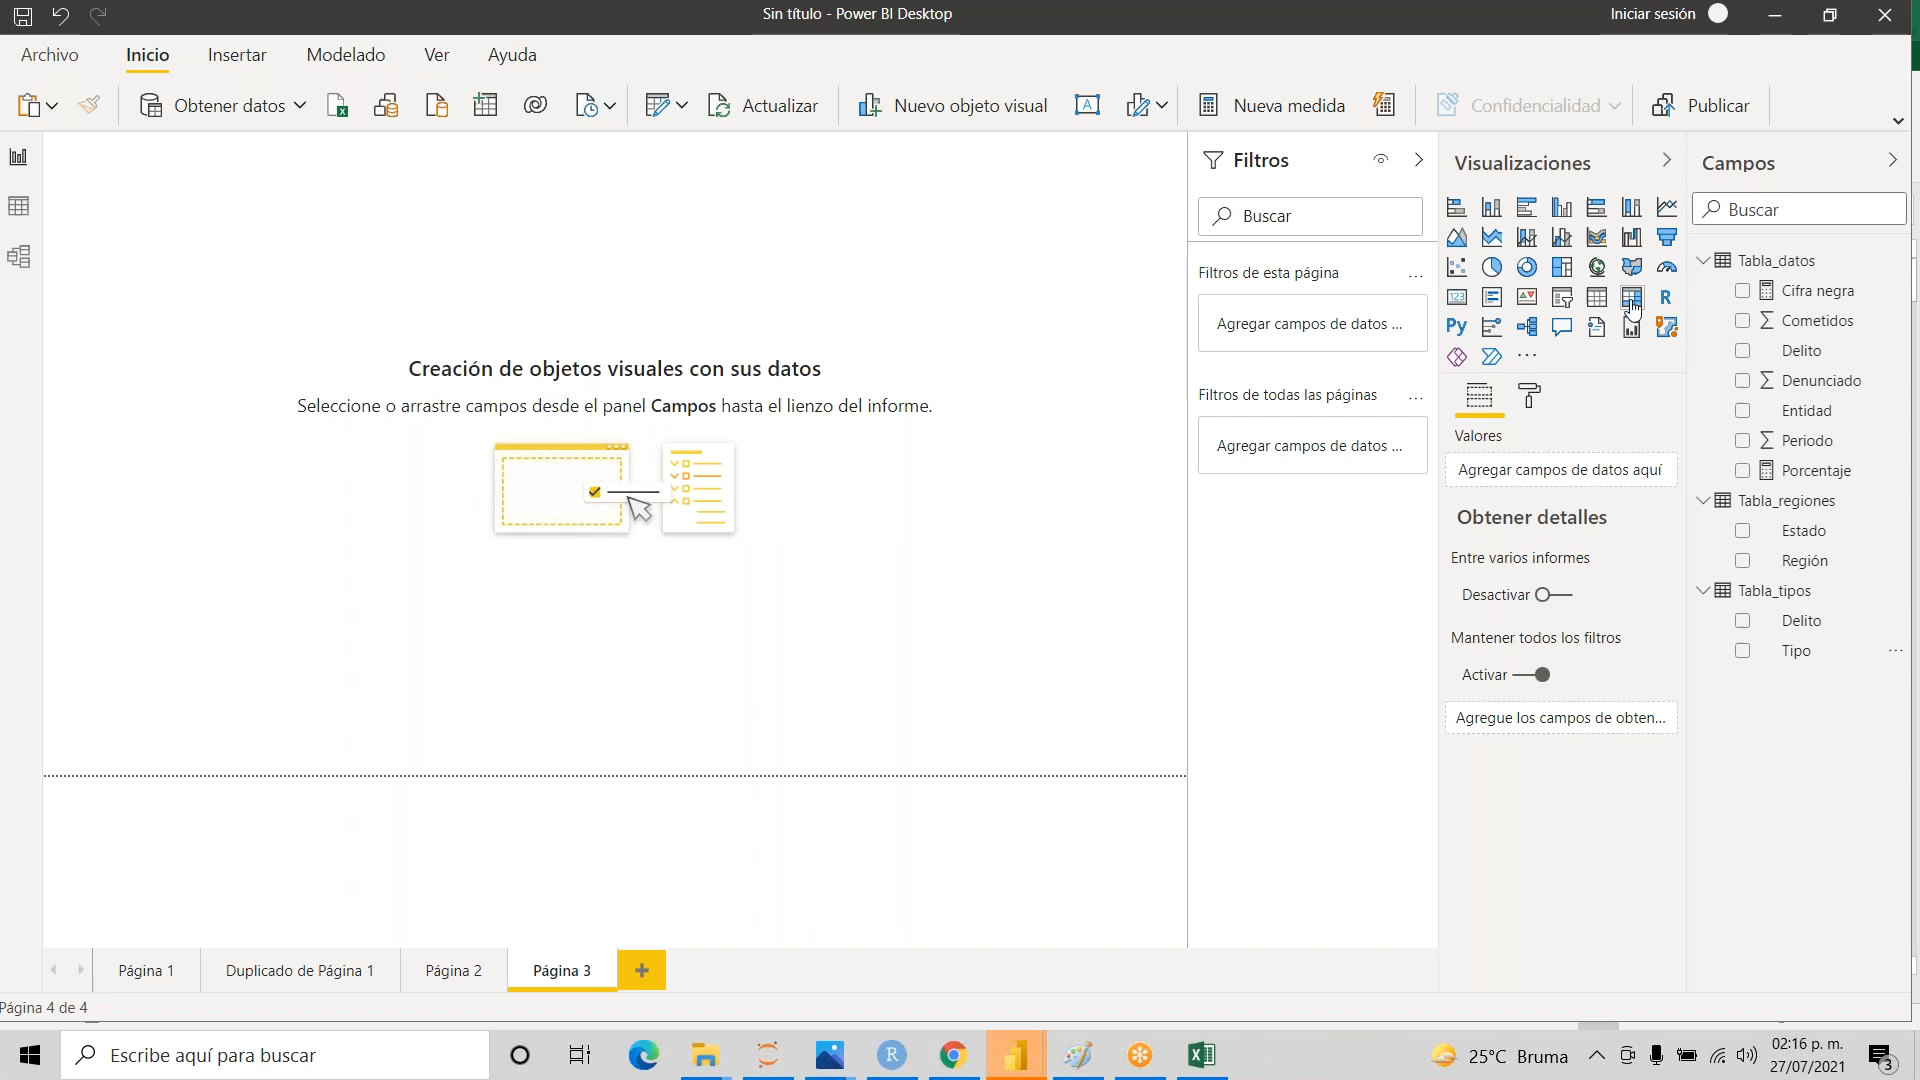 Sin título - Power BI Desktop
Iniciar sesión
Archivo
Inicio
Insertar
Modelado
Ver
Ayuda
Obtener datos
Actualizar
Nuevo objeto visual
Nueva medida
Confidencialidad
Publicar
Creación de objetos visuales con sus datos
Seleccione o arrastre campos desde el panel Campos hasta el lienzo del informe.
Filtros
Buscar
Filtros de esta página
...
Agregar campos de datos ...
Filtros de todas las páginas
...
Agregar campos de datos ...
Visualizaciones
123
R
Py
...
Valores
Agregar campos de datos aquí
Obtener detalles
Entre varios informes
Desactivar
Mantener todos los filtros
Activar
Agregue los campos de obten...
Campos
Buscar
Tabla_datos
Cifra negra
Cometidos
Delito
Denunciado
Entidad
Periodo
Porcentaje
Tabla_regiones
Estado
Región
Tabla_tipos
Delito
Tipo
...
Página 1
Duplicado de Página 1
Página 2
Página 3
+
Página 4 de 4
Escribe aquí para buscar
R
25°C Bruma
02:16 p. m.
27/07/2021
3